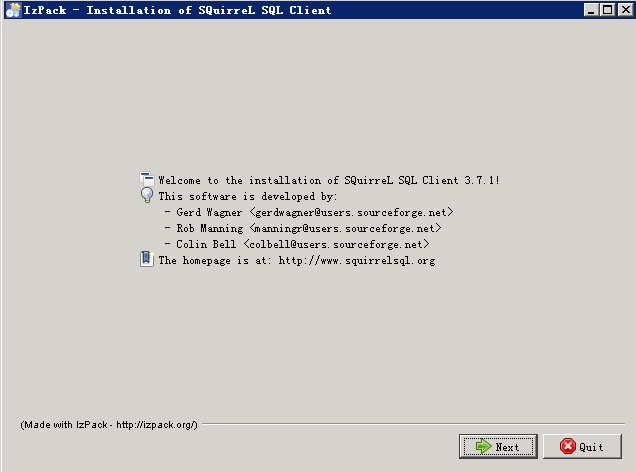 IzPack - Installation of SQuirreL SQL Client
Welcome to the installation of SQuirreL SQL Client 3.7.1!
This software is developed by:
- Gerd Wagner <gerdwagner@users.sourceforge.net>
- Rob Manning <manningr@users.sourceforge.net>
- Colin Bell <colbell@users.sourceforge.net>
The homepage is at: http://www.squirrelsql.org
(Made with IzPack - http://izpack.org/)
Next
Quit